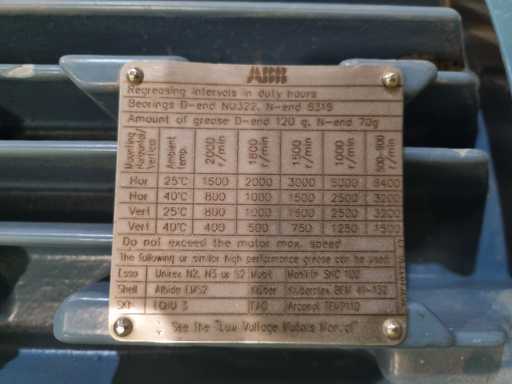 ABB
Regreasing intervals in duty hours
Bearings D-end NU322, N-end 6316
Amount of grease D-end 120 g, N-end 70g
Mounting Horizontal/ Vertical Ambient temp. 2000 r/min 1800 r/min 1500 r/min 1000 r/min 500-900 r/min
Hor 25°C 1500 2000 3000 5000 6400
Hor 40°C 800 1000 1500 2500 3200
Vert 25°C 800 1000 1500 2500 3200
Vert 40°C 400 500 750 1250 1500
Do not exceed the motor max. speed
The following or similar high performance grease can be used
Esso Unirex N2, N3 or S2 Mobil Mobilith SHC 100
Shell Albida EMS2 Klüber Klüberplex BEM 41-132
SKF LGHU 3 FAG Arcanol TEMP110
See the "Low Voltage Motors Manual"